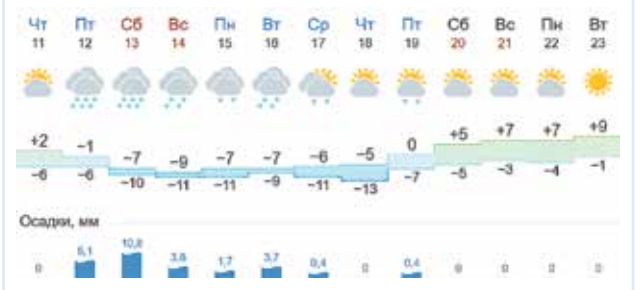 Чт Пт Сб Вс Пн Вт Ср Чт Пт Сб Вс Пн Вт
11 12 13 14 15 16 17 18 19 20 21 22 23
+2 −1 −7 −9 −7 −7 −6 −5 0 +5 +7 +7 +9
−6 −6 −10 −11 −11 −9 −11 −13 −7 −5 −3 −4 −1
Осадки, мм
0 6,1 10,8 3,8 1,7 3,7 0,4 0 0,4 0 0 0 0